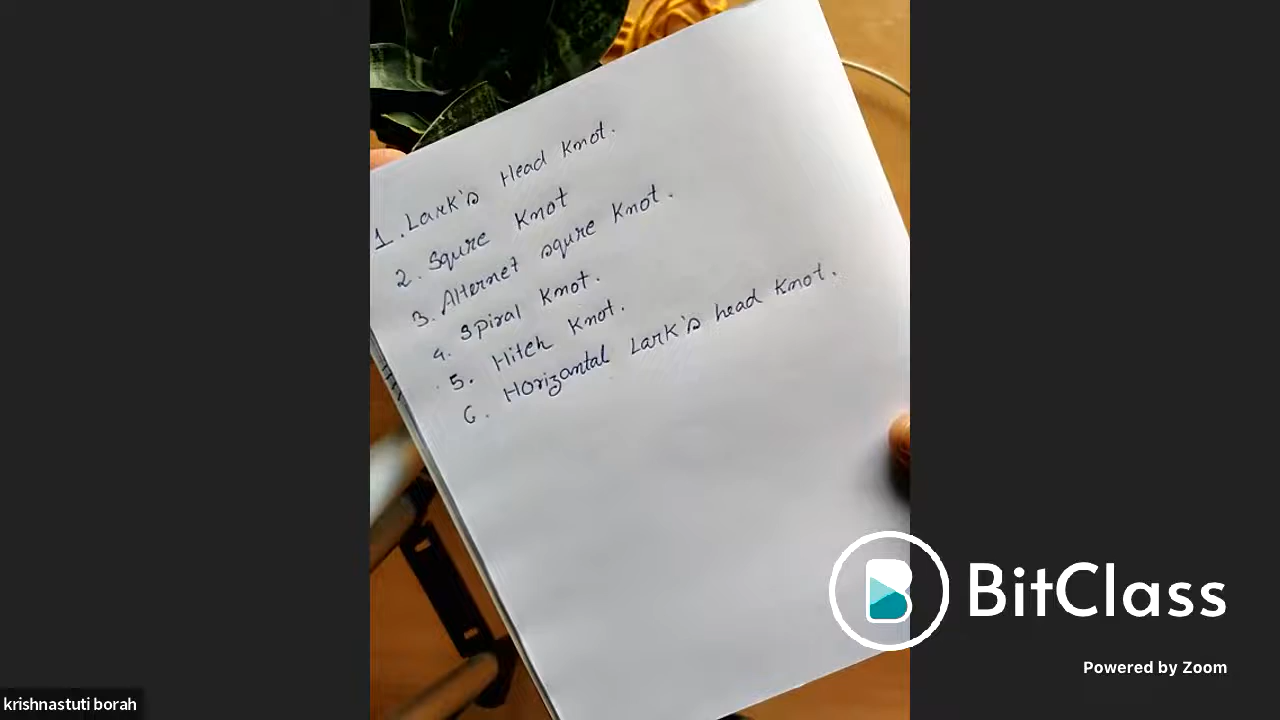 1. Lark's Head Knot.
2. Squre Knot
3. Alternet squre Knot.
4. Spiral Knot.
5. Hitch Knot.
6. Horizantal Lark's head Knot.
BitClass
Powered by Zoom
krishnastuti borah